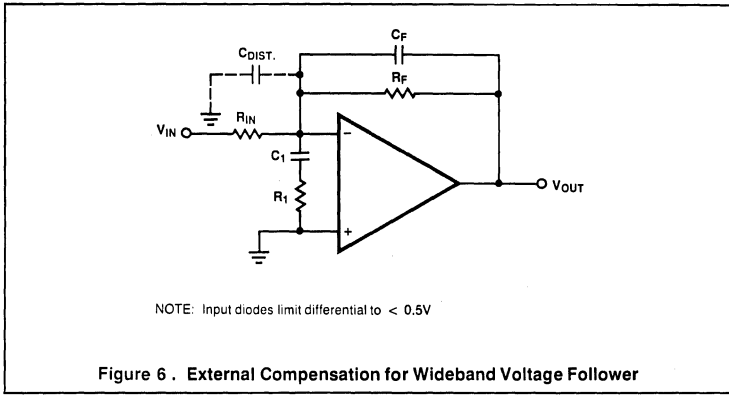 CF
CDIST.
RF
RIN
VIN
−
C1
R1
VOUT
+
NOTE: Input diodes limit differential to < 0.5V
Figure 6 . External Compensation for Wideband Voltage Follower